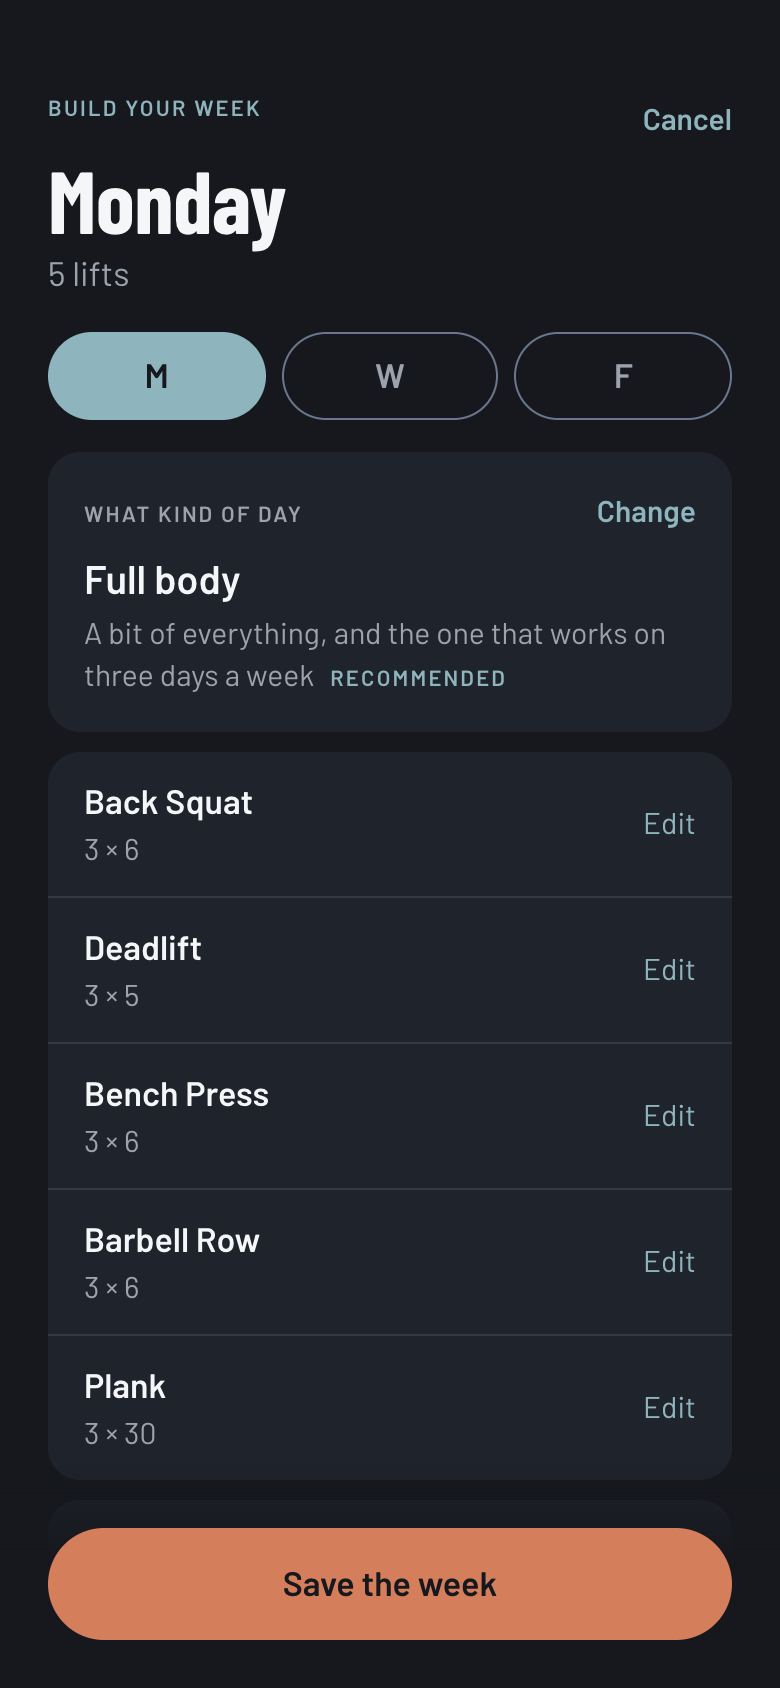 BUILD YOUR WEEK
Cancel
Monday
5 lifts
M
W
F
WHAT KIND OF DAY
Change
Full body
A bit of everything, and the one that works on
three days a week RECOMMENDED
Back Squat
3 × 6
Edit
Deadlift
3 × 5
Edit
Bench Press
3 × 6
Edit
Barbell Row
3 × 6
Edit
Plank
3 × 30
Edit
Save the week